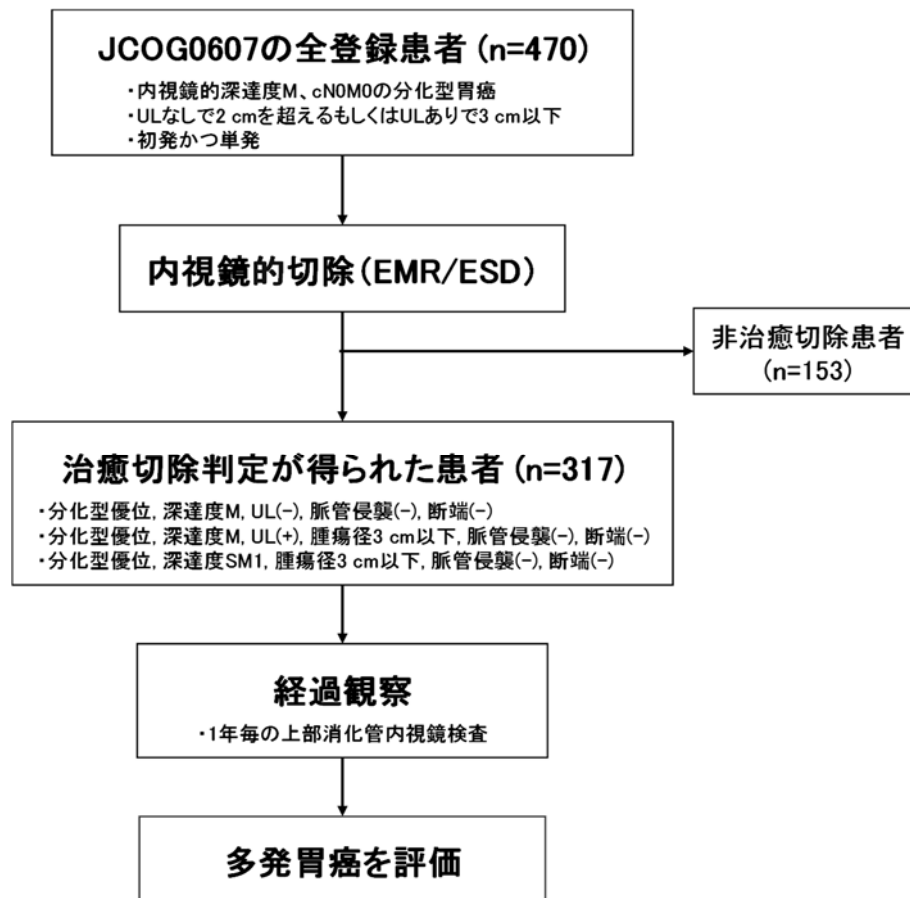 JCOG0607の全登録患者 (n=470)
・内視鏡的深達度M、cN0M0の分化型胃癌
・ULなしで2 cmを超えるもしくはULありで3 cm以下
・初発かつ単発
内視鏡的切除(EMR/ESD)
非治癒切除患者
(n=153)
治癒切除判定が得られた患者 (n=317)
・分化型優位, 深達度M, UL(-), 脈管侵襲(-), 断端(-)
・分化型優位, 深達度M, UL(+), 腫瘍径3 cm以下, 脈管侵襲(-), 断端(-)
・分化型優位, 深達度SM1, 腫瘍径3 cm以下, 脈管侵襲(-), 断端(-)
経過観察
・1年毎の上部消化管内視鏡検査
多発胃癌を評価